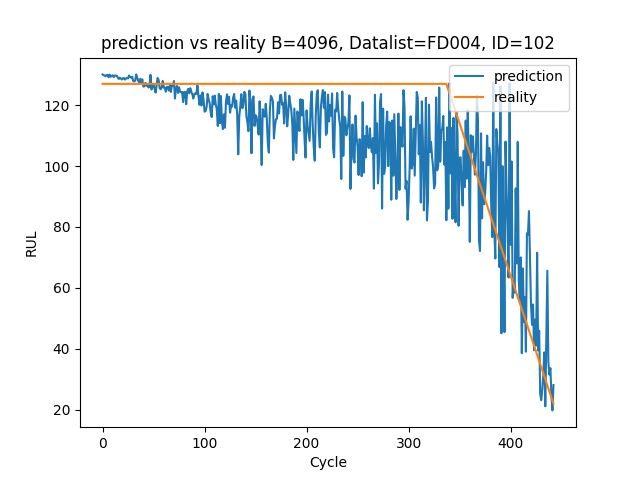 prediction vs reality B=4096, Datalist=FD004, ID=102
prediction
reality
120
100
80
60
40
20
RUL
0 100 200 300 400
Cycle